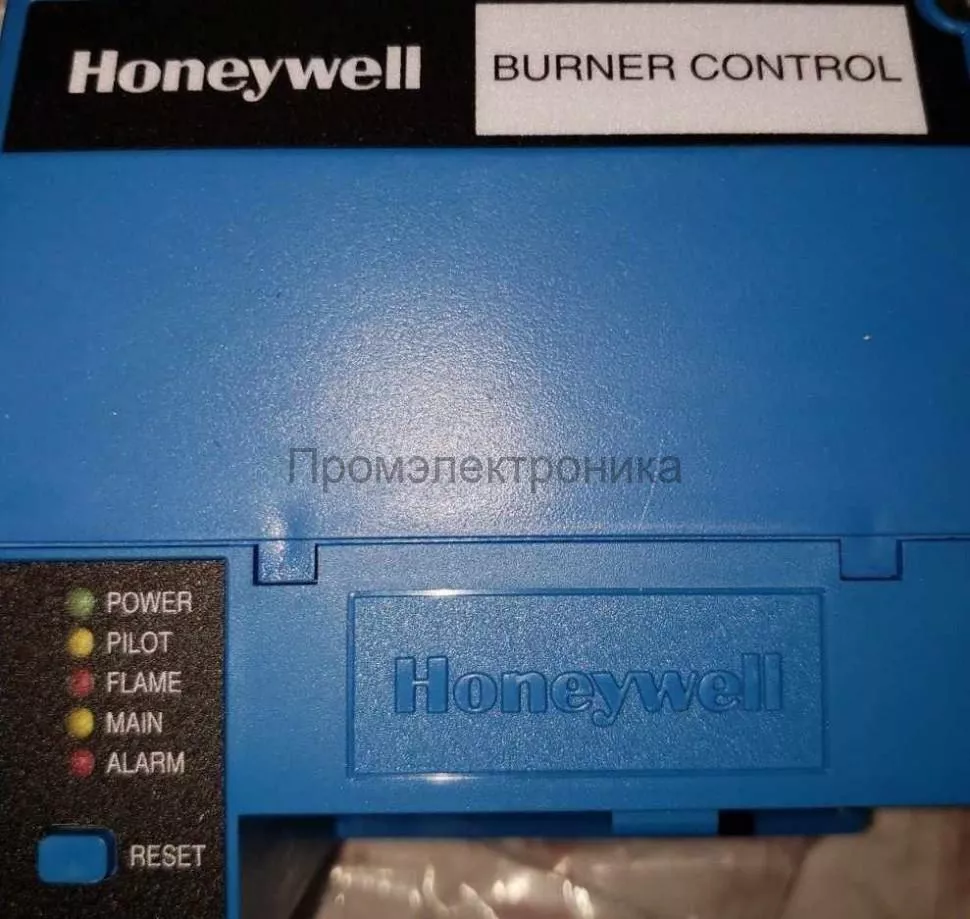 Honeywell
BURNER CONTROL
Промэлектроника
POWER
PILOT
FLAME
MAIN
ALARM
Honeywell
RESET